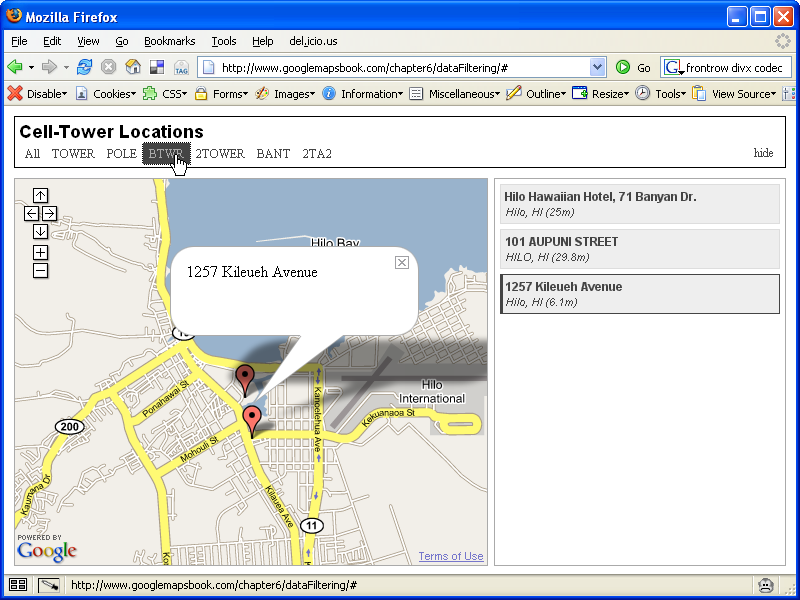 Mozilla Firefox
File Edit View Go Bookmarks Tools Help del.icio.us
TAG http://www.googlemapsbook.com/chapter6/dataFiltering/# Go G frontrow divx codec
Disable Cookies CSS Forms Images Information Miscellaneous Outline Resize Tools View Source
Cell-Tower Locations
All TOWER POLE BTWR 2TOWER BANT 2TA2 hide
Hilo Bay
1257 Kileueh Avenue
Hilo
International
Kekuanaoa St
Kanoelehua Ave
Ponahawai St
Mohouli St
200
Kaumana Dr
Kilauea Ave
11
POWERED BY
Google
Terms of Use
Hilo Hawaiian Hotel, 71 Banyan Dr.
Hilo, HI (25m)
101 AUPUNI STREET
HILO, HI (29.8m)
1257 Kileueh Avenue
Hilo, HI (6.1m)
http://www.googlemapsbook.com/chapter6/dataFiltering/#